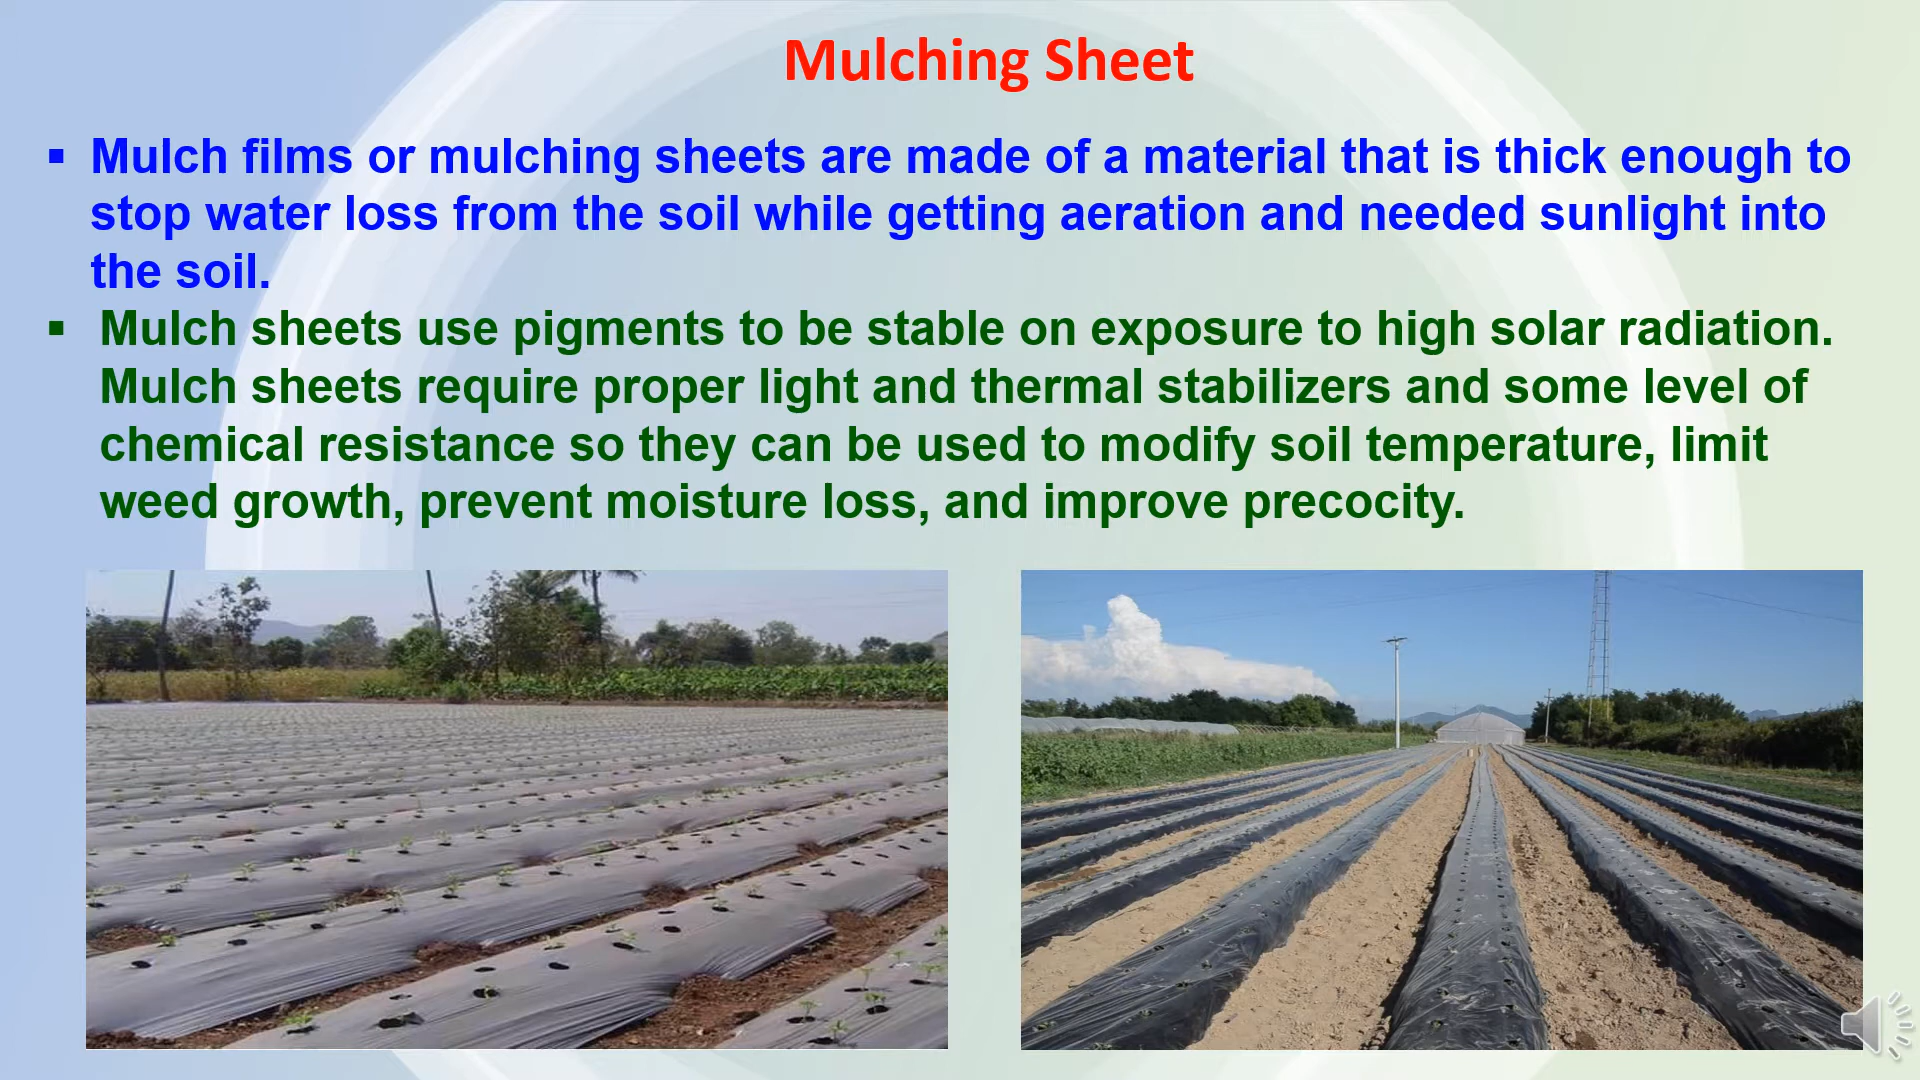 Mulching Sheet
▪ Mulch films or mulching sheets are made of a material that is thick enough to
stop water loss from the soil while getting aeration and needed sunlight into
the soil.
▪ Mulch sheets use pigments to be stable on exposure to high solar radiation.
Mulch sheets require proper light and thermal stabilizers and some level of
chemical resistance so they can be used to modify soil temperature, limit
weed growth, prevent moisture loss, and improve precocity.